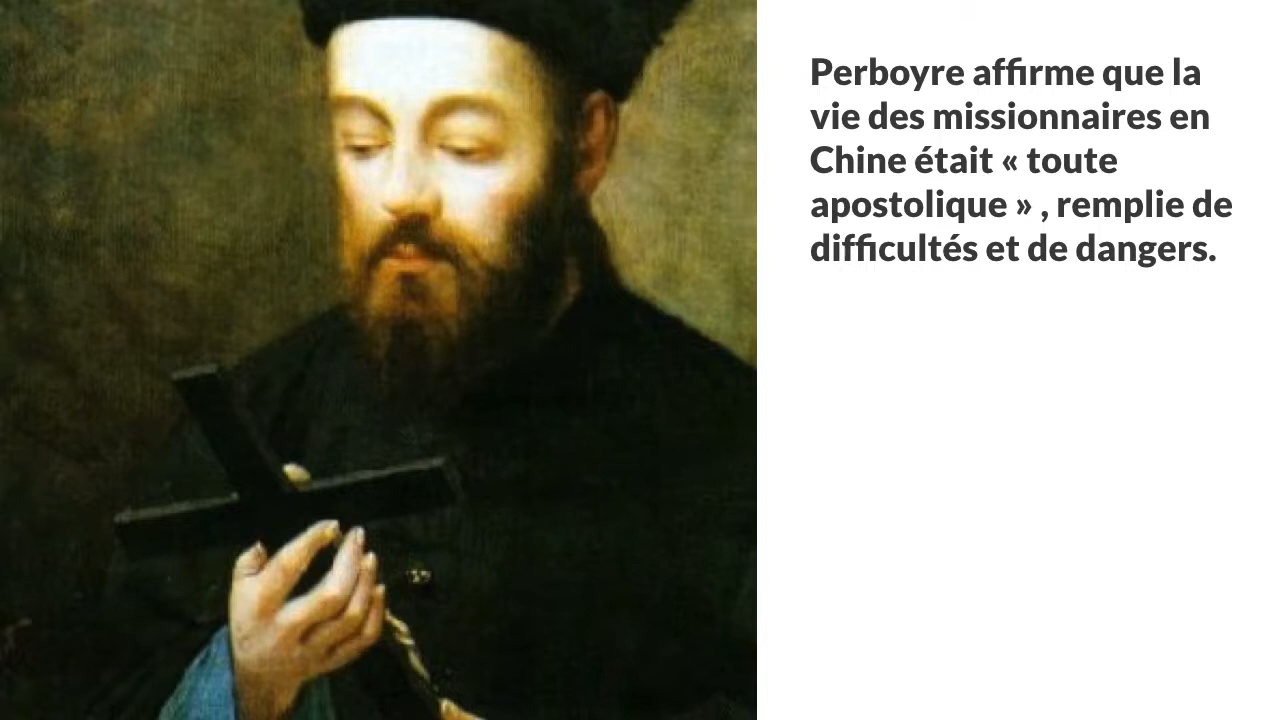 Perboyre affirme que la
vie des missionnaires en
Chine était « toute
apostolique » , remplie de
difficultés et de dangers.